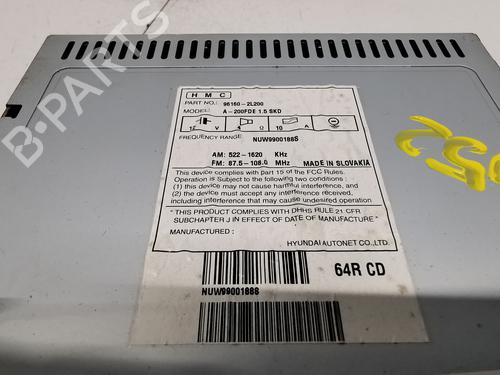 H M C
PART NO.: 96160-2L200
MODEL: A-200FDE 1.5 SKD
12 V 4 Ω 10 A
FREQUENCY RANGE NUW9900188S
AM: 522-1620 KHz
FM: 87.5-108.0 MHz MADE IN SLOVAKIA
This device complies with part 15 of the FCC Rules.
Operation is Subject to the following two conditions :
(1) this device may not cause harmful interference, and
(2) this device must accept any interference received,
including interference that may cause undesired operation.
* THIS PRODUCT COMPLIES WITH DHHS RULE 21 CFR
SUBCHAPTER J IN EFFECT OF DATE OF MANUFACTURE*
MANUFACTURED :
HYUNDAI AUTONET CO., LTD.
64R CD
NUW9900188S
B-PARTS